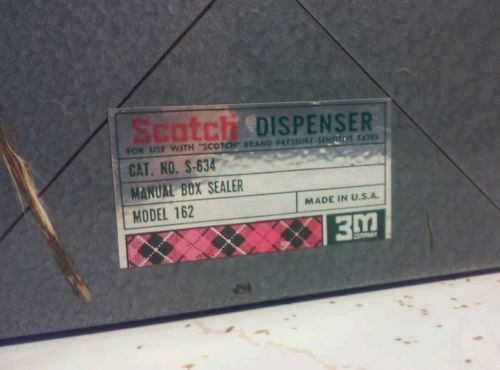 Scotch DISPENSER
FOR USE WITH "SCOTCH" BRAND PRESSURE-SENSITIVE TAPES
CAT. NO. S-634
MANUAL BOX SEALER
MODEL 162
MADE IN U.S.A.
3M
COMPANY